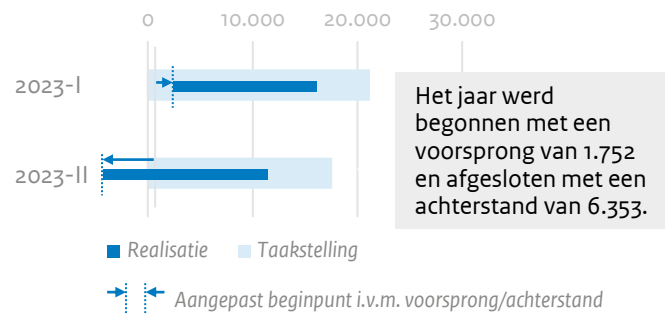 0 10.000 20.000 30.000
2023-I
Het jaar werd
begonnen met een
voorsprong van 1.752
en afgesloten met een
achterstand van 6.353.
2023-II
Realisatie Taakstelling
Aangepast beginpunt i.v.m. voorsprong/achterstand